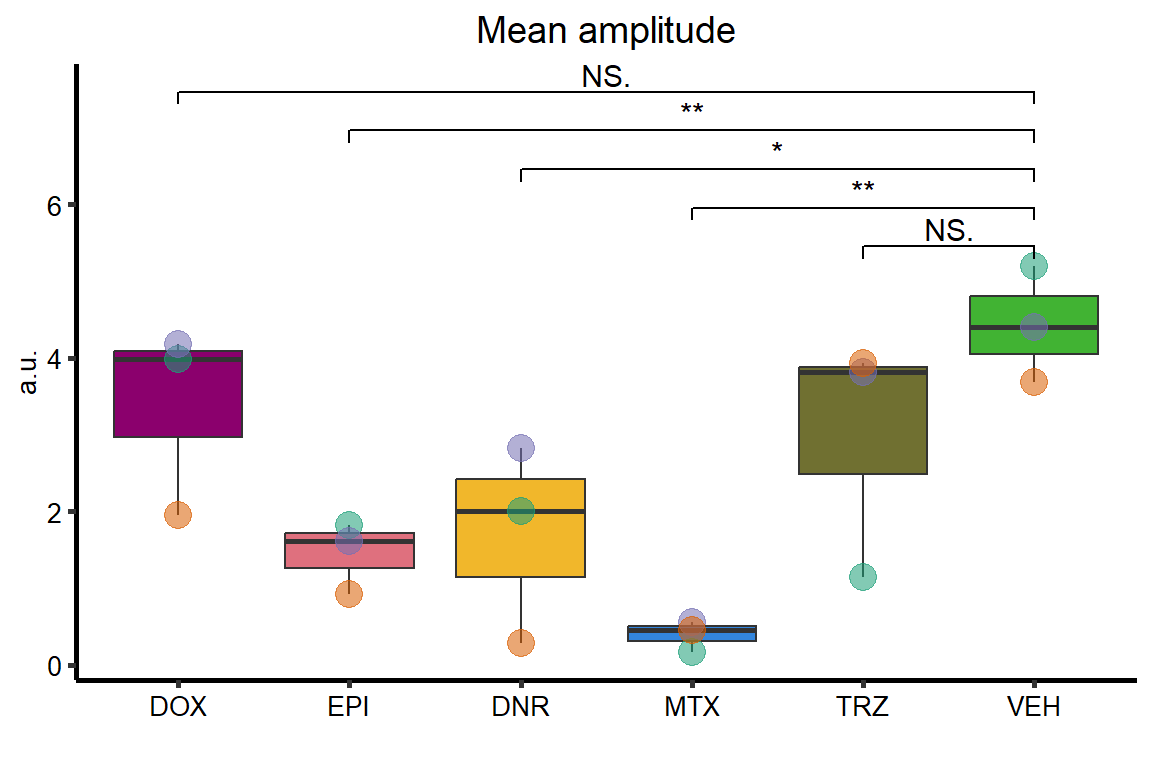 Mean amplitude
NS.
**
*
**
NS.
6
4
2
0
a.u.
DOX EPI DNR MTX TRZ VEH